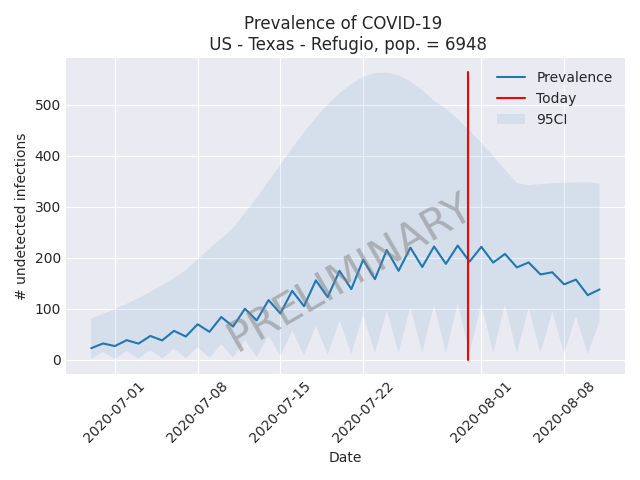 Prevalence of COVID-19
US - Texas - Refugio, pop. = 6948
# undetected infections
500
400
300
200
100
0
Prevalence
Today
95CI
PRELIMINARY
2020-07-01
2020-07-08
2020-07-15
2020-07-22
2020-08-01
2020-08-08
Date